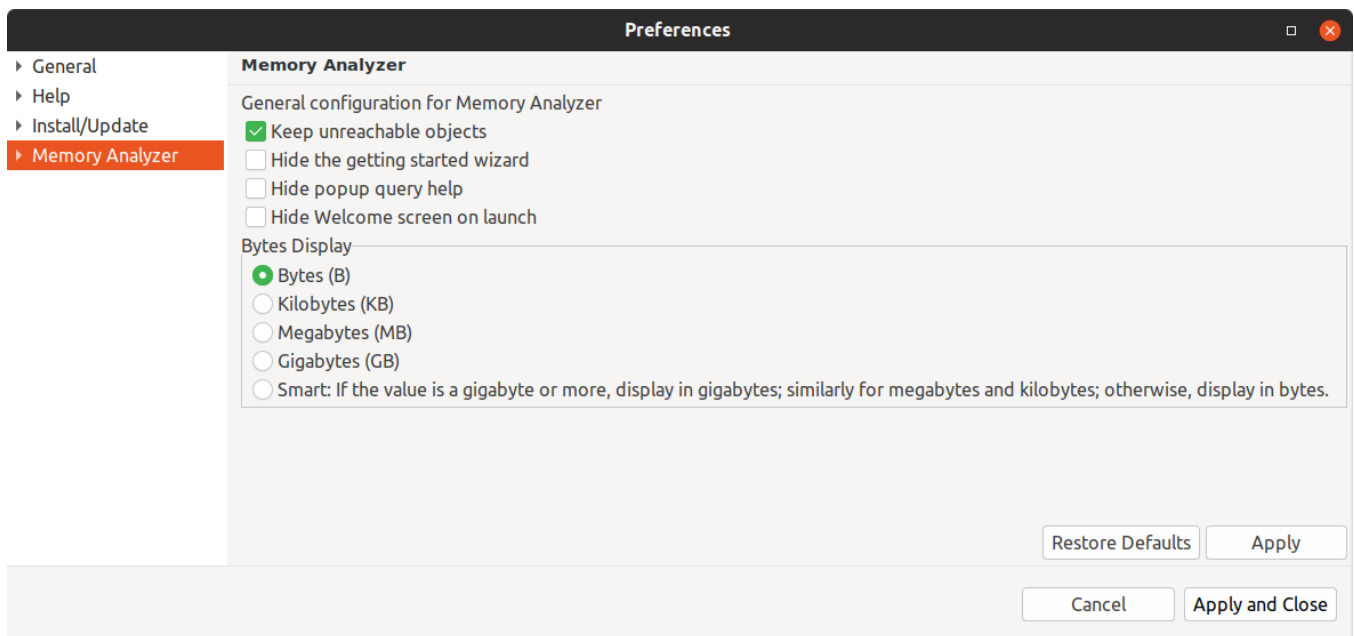 Preferences
General
Help
Install/Update
Memory Analyzer
Memory Analyzer
General configuration for Memory Analyzer
Keep unreachable objects
Hide the getting started wizard
Hide popup query help
Hide Welcome screen on launch
Bytes Display
Bytes (B)
Kilobytes (KB)
Megabytes (MB)
Gigabytes (GB)
Smart: If the value is a gigabyte or more, display in gigabytes; similarly for megabytes and kilobytes; otherwise, display in bytes.
Restore Defaults
Apply
Cancel
Apply and Close